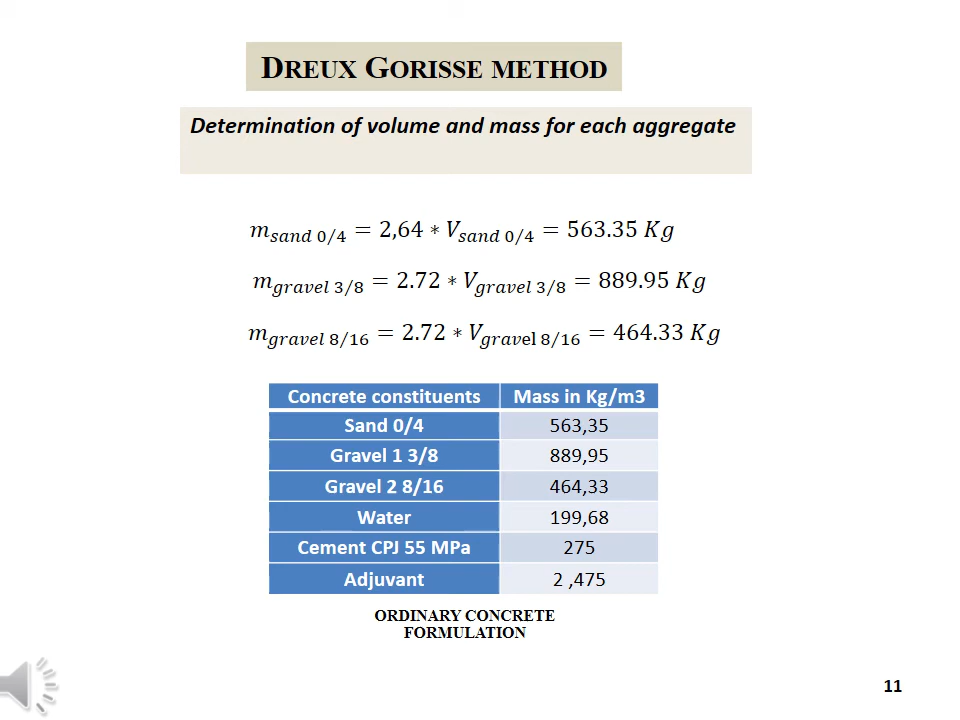 DREUX GORISSE METHOD
Determination of volume and mass for each aggregate
m_sand 0/4 = 2,64 * V_sand 0/4 = 563.35 Kg
m_gravel 3/8 = 2.72 * V_gravel 3/8 = 889.95 Kg
m_gravel 8/16 = 2.72 * V_gravel 8/16 = 464.33 Kg
Concrete constituents Mass in Kg/m3
Sand 0/4 563,35
Gravel 1 3/8 889,95
Gravel 2 8/16 464,33
Water 199,68
Cement CPJ 55 MPa 275
Adjuvant 2 ,475
ORDINARY CONCRETE
FORMULATION
11